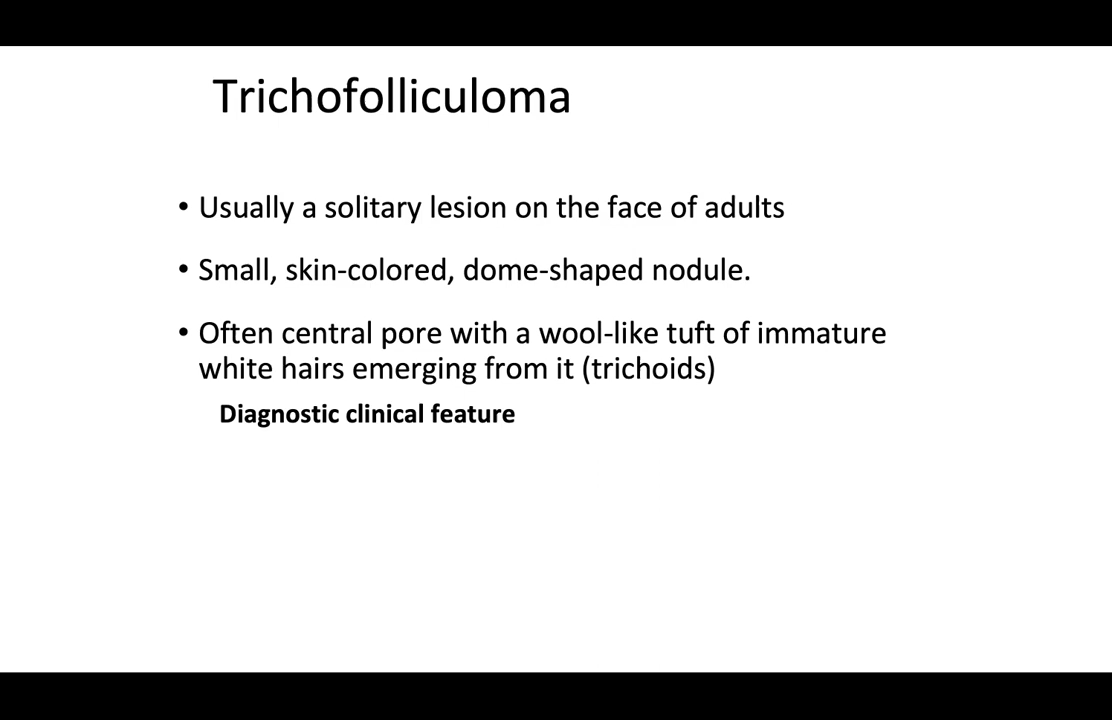 Trichofolliculoma
• Usually a solitary lesion on the face of adults
• Small, skin-colored, dome-shaped nodule.
• Often central pore with a wool-like tuft of immature
white hairs emerging from it (trichoids)
Diagnostic clinical feature